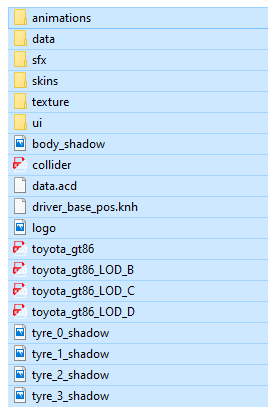 animations
data
sfx
skins
texture
ui
body_shadow
collider
data.acd
driver_base_pos.knh
logo
toyota_gt86
toyota_gt86_LOD_B
toyota_gt86_LOD_C
toyota_gt86_LOD_D
tyre_0_shadow
tyre_1_shadow
tyre_2_shadow
tyre_3_shadow